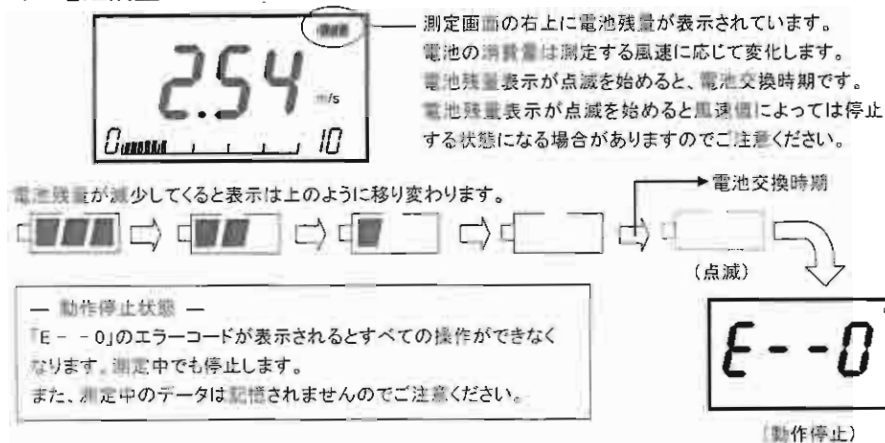 測定画面の右上に電池残量が表示されています。
電池の消費量は測定する風速に応じて変化します。
電池残量表示が点滅を始めると、電池交換時期です。
電池残量表示が点滅を始めると風速値によっては停止
する状態になる場合がありますのでご注意ください。
2.54
m/s
0 10
電池残量が減少してくると表示は上のように移り変わります。
電池交換時期
(点滅)
― 動作停止状態 ―
「E - - 0」のエラーコードが表示されるとすべての操作ができなく
なります。測定中でも停止します。
また、測定中のデータは記憶されませんのでご注意ください。
E--0
(動作停止)